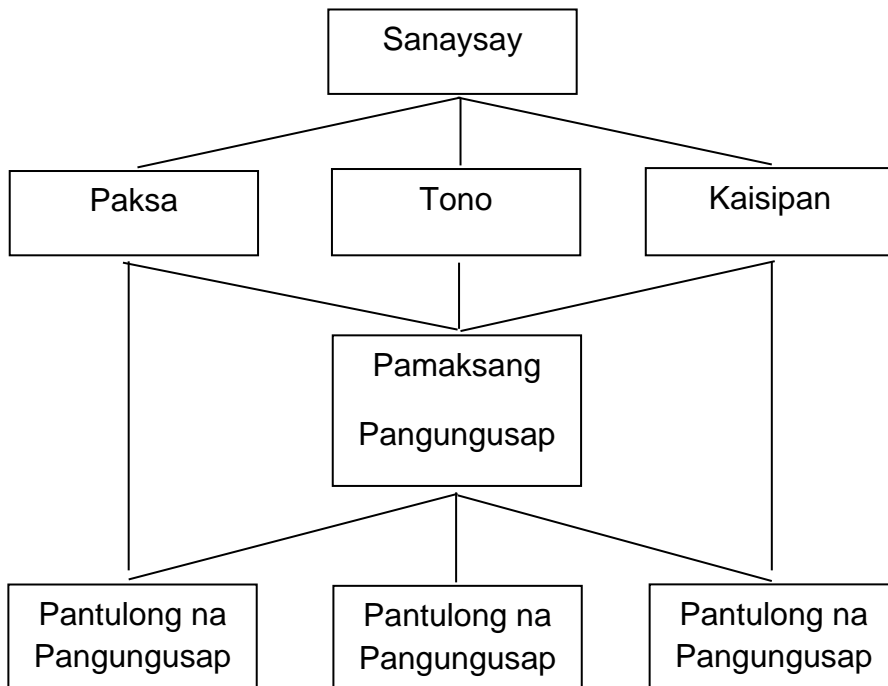 Sanaysay
Paksa
Tono
Kaisipan
Pamaksang
Pangungusap
Pantulong na
Pangungusap
Pantulong na
Pangungusap
Pantulong na
Pangungusap